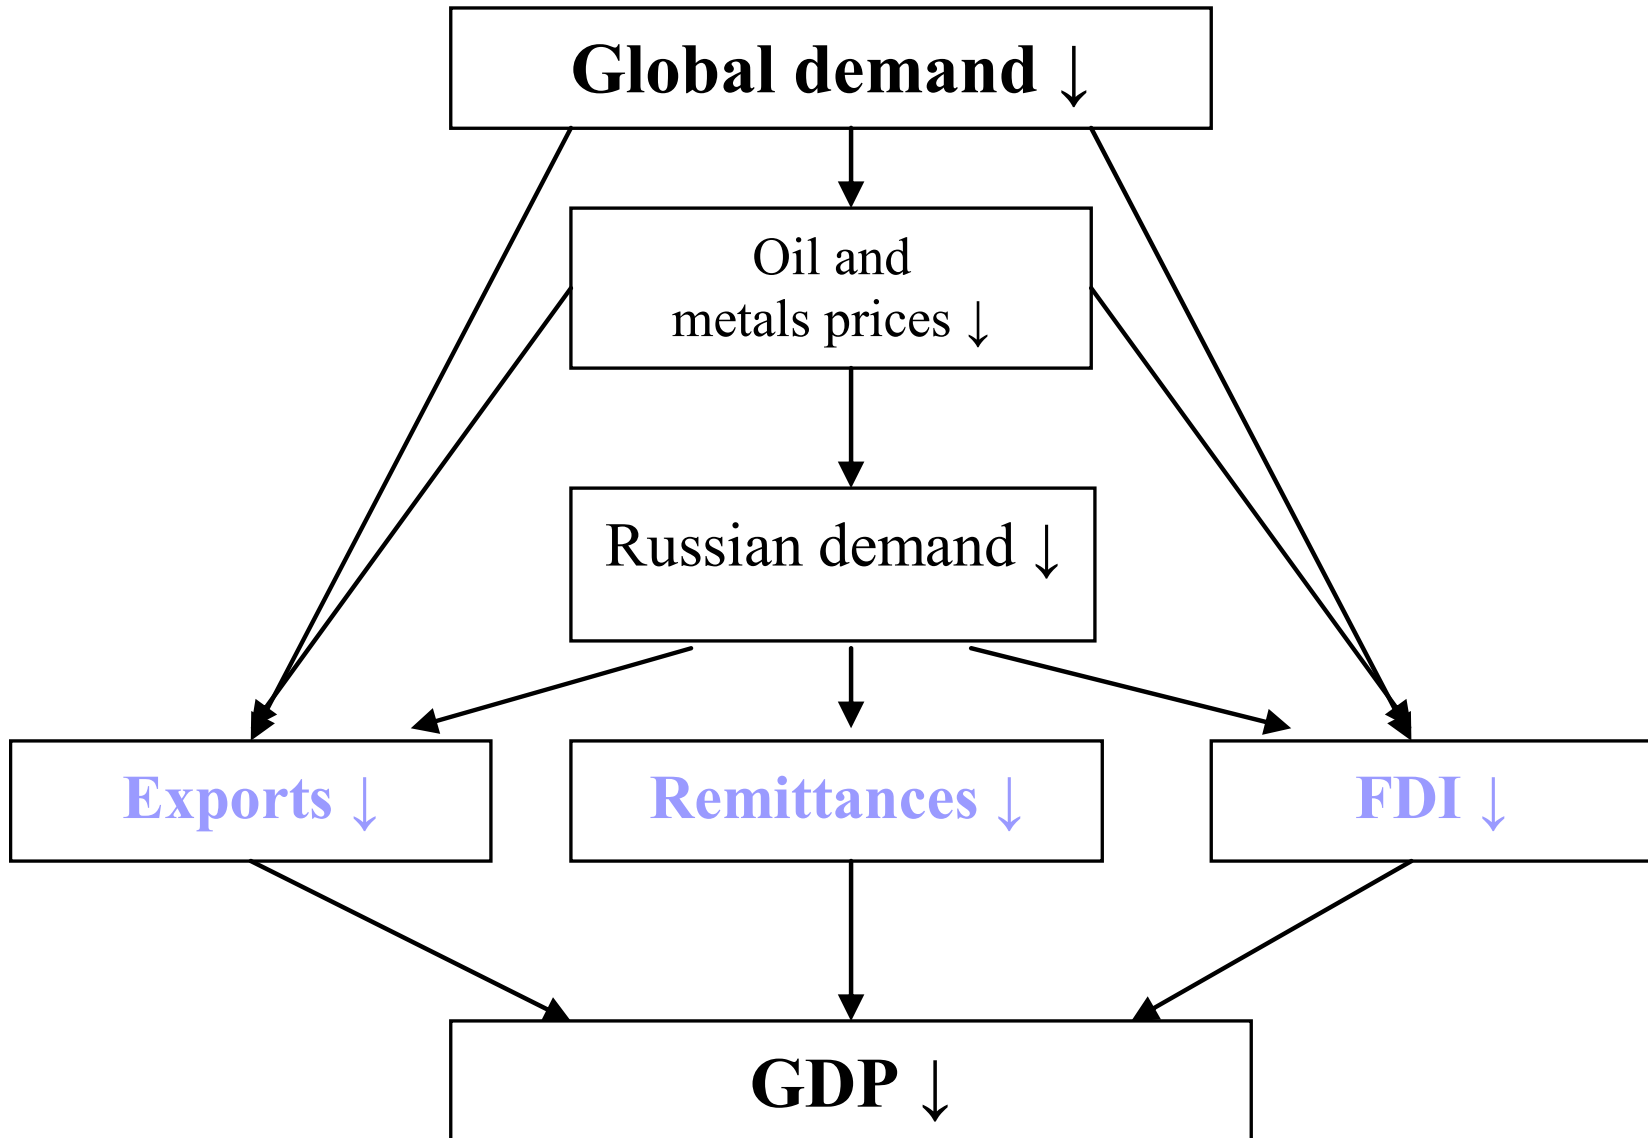 Global demand ↓
Oil and
metals prices ↓
Russian demand ↓
Exports ↓
Remittances ↓
FDI ↓
GDP ↓